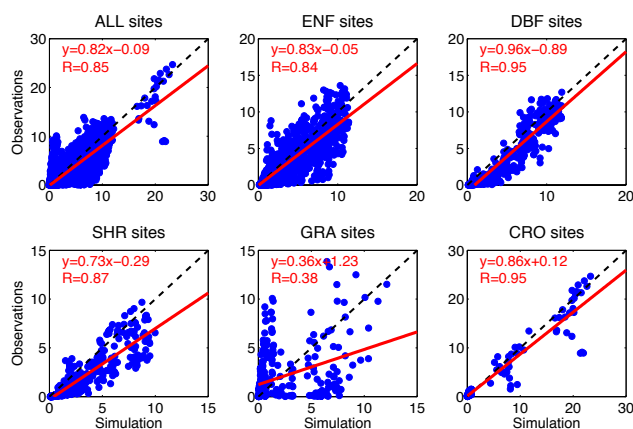 ALL sites
ENF sites
DBF sites
30
20
10
0
0
10
20
30
y=0.82x−0.09
R=0.85
Observations
20
15
10
5
0
0
10
20
y=0.83x−0.05
R=0.84
20
15
10
5
0
0
10
20
y=0.96x−0.89
R=0.95
SHR sites
GRA sites
CRO sites
15
10
5
0
0
5
10
15
y=0.73x−0.29
R=0.87
Observations
Simulation
15
10
5
0
0
5
10
15
y=0.36x+1.23
R=0.38
Simulation
30
20
10
0
0
10
20
30
y=0.86x+0.12
R=0.95
Simulation